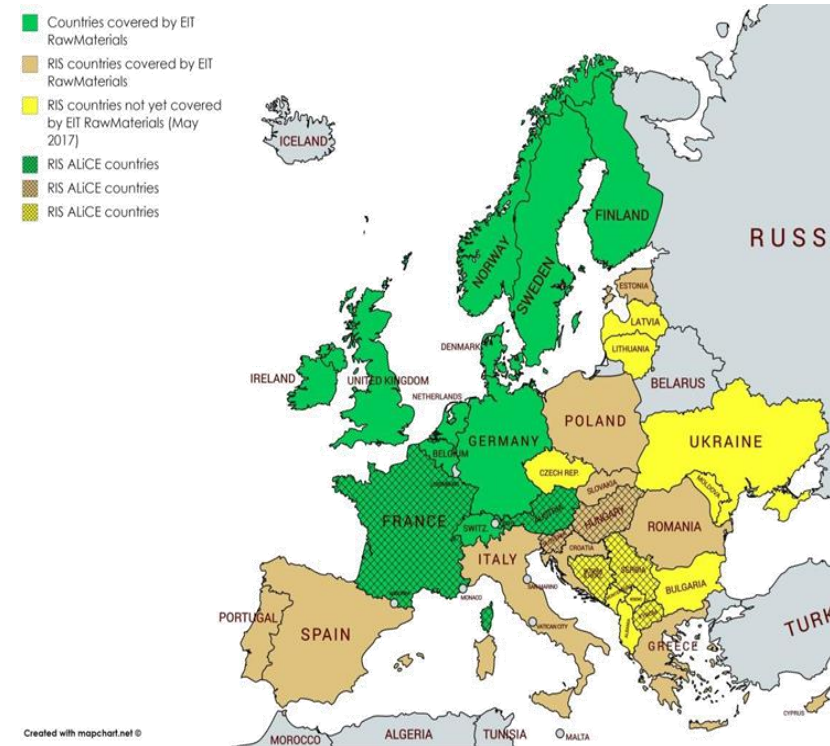 Countries covered by EIT
RawMaterials
RIS countries covered by EIT
RawMaterials
RIS countries not yet covered
by EIT RawMaterials (May
2017)
RIS ALiCE countries
RIS ALiCE countries
RIS ALiCE countries
ICELAND
FINLAND
NORWAY
SWEDEN
RUSS
ESTONIA
LATVIA
LITHUANIA
DENMARK
IRELAND
UNITED KINGDOM
NETHERLANDS
BELARUS
POLAND
GERMANY
BELGIUM
UKRAINE
CZECH REP.
SLOVAKIA
MOLDOVA
FRANCE
SWITZ.
AUSTRIA
HUNGARY
ROMANIA
ITALY
CROATIA
SERBIA
SAN MARINO
MONACO
BULGARIA
VATICAN CITY
PORTUGAL
SPAIN
GREECE
TURK
CYPRUS
MALTA
MOROCCO
ALGERIA
TUNISIA
Created with mapchart.net ©